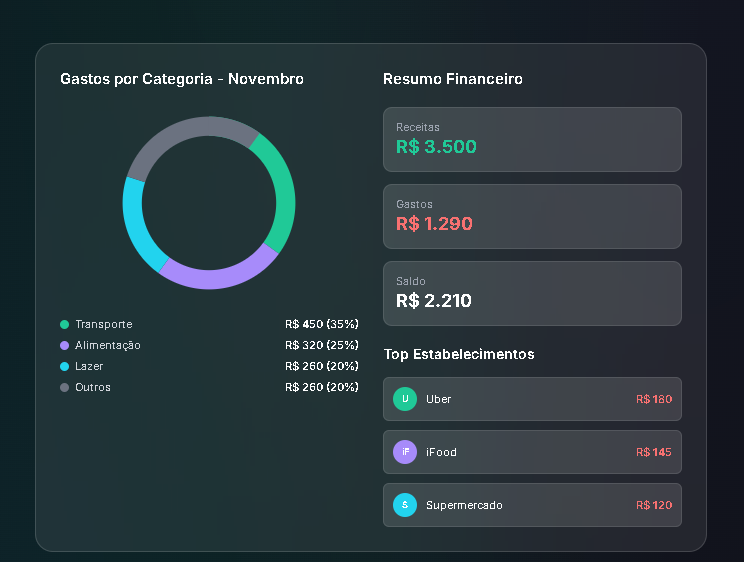 Gastos por Categoria - Novembro
Transporte R$ 450 (35%)
Alimentação R$ 320 (25%)
Lazer R$ 260 (20%)
Outros R$ 260 (20%)
Resumo Financeiro
Receitas
R$ 3.500
Gastos
R$ 1.290
Saldo
R$ 2.210
Top Estabelecimentos
U Uber R$ 180
iF iFood R$ 145
S Supermercado R$ 120